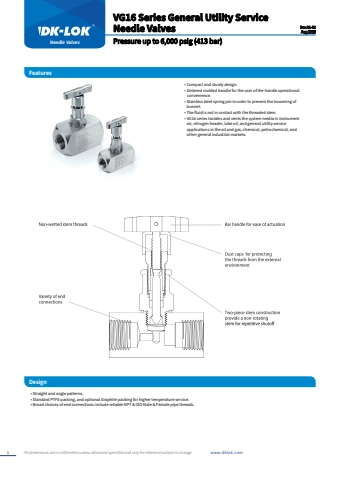 DK-LOK®
Needle Valves
VG16 Series General Utility Service
Needle Valves
Pressure up to 6,000 psig (413 bar)
Features
• Compact and sturdy design.
• Sintered molded handle for the user of the handle operational
convenience.
• Stainless steel spring pin in order to prevent the loosening of
bonnet.
• The fluid is not in contact with the threaded stem.
• VG16 series isolates and vents the system media in instrument
air, nitrogen header, lube oil, and general utility service
applications in the oil and gas, chemical, petrochemical, and
other general industrial markets.
Non-wetted stem threads
Bar handle for ease of actuation
Dust cap: for protecting
the threads from the external
environment
Variety of end
connections
Two-piece stem construction
provide a non-rotating
stem for repetitive shutoff
Design
• Straight and angle patterns.
• Standard PTFE packing, and optional Graphite packing for higher temperature service.
• Broad choices of end connections include reliable NPT & ISO Male & Female pipe threads.
All dimensions are in millimeters unless otherwise specified and only for reference subject to change.
www.dklok.com